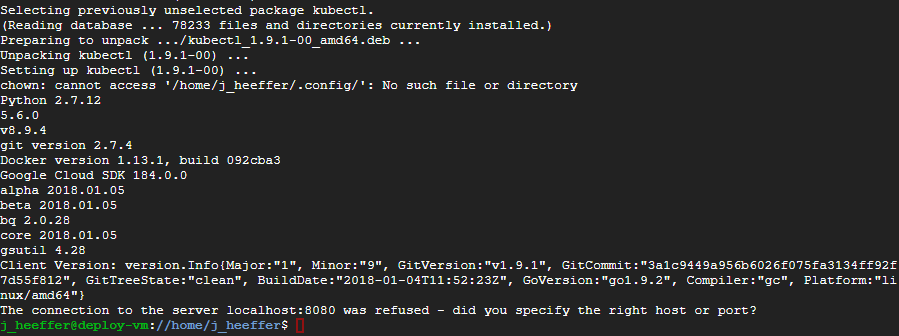 Selecting previously unselected package kubectl.
(Reading database ... 78233 files and directories currently installed.)
Preparing to unpack .../kubectl_1.9.1-00_amd64.deb ...
Unpacking kubectl (1.9.1-00) ...
Setting up kubectl (1.9.1-00) ...
chown: cannot access '/home/j_heeffer/.config/': No such file or directory
Python 2.7.12
5.6.0
v8.9.4
git version 2.7.4
Docker version 1.13.1, build 092cba3
Google Cloud SDK 184.0.0
alpha 2018.01.05
beta 2018.01.05
bq 2.0.28
core 2018.01.05
gsutil 4.28
Client Version: version.Info{Major:"1", Minor:"9", GitVersion:"v1.9.1", GitCommit:"3a1c9449a956b6026f075fa3134ff92f
7d55f812", GitTreeState:"clean", BuildDate:"2018-01-04T11:52:23Z", GoVersion:"go1.9.2", Compiler:"gc", Platform:"li
nux/amd64"}
The connection to the server localhost:8080 was refused - did you specify the right host or port?
j_heeffer@deploy-vm://home/j_heeffer$